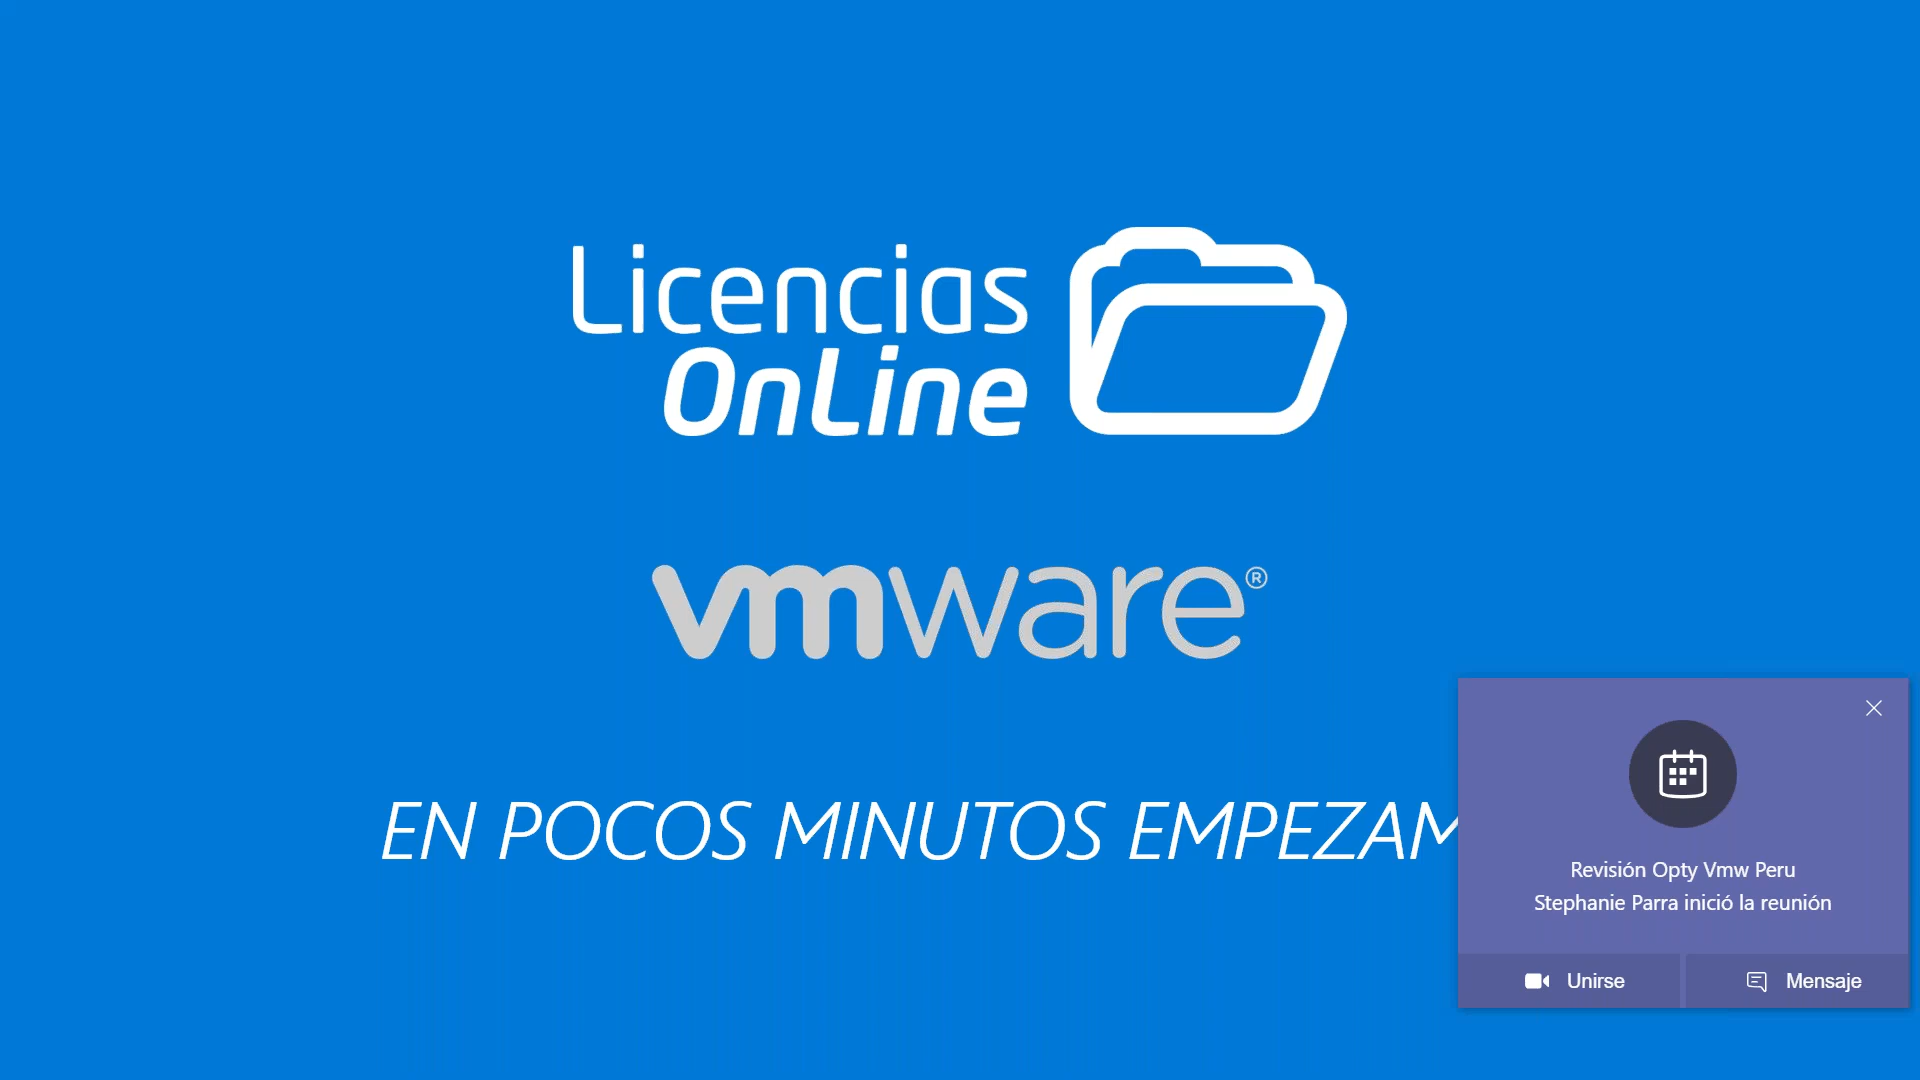 Licencias
OnLine
vmware®
EN POCOS MINUTOS EMPEZAM
Revisión Opty Vmw Peru
Stephanie Parra inició la reunión
Unirse
Mensaje